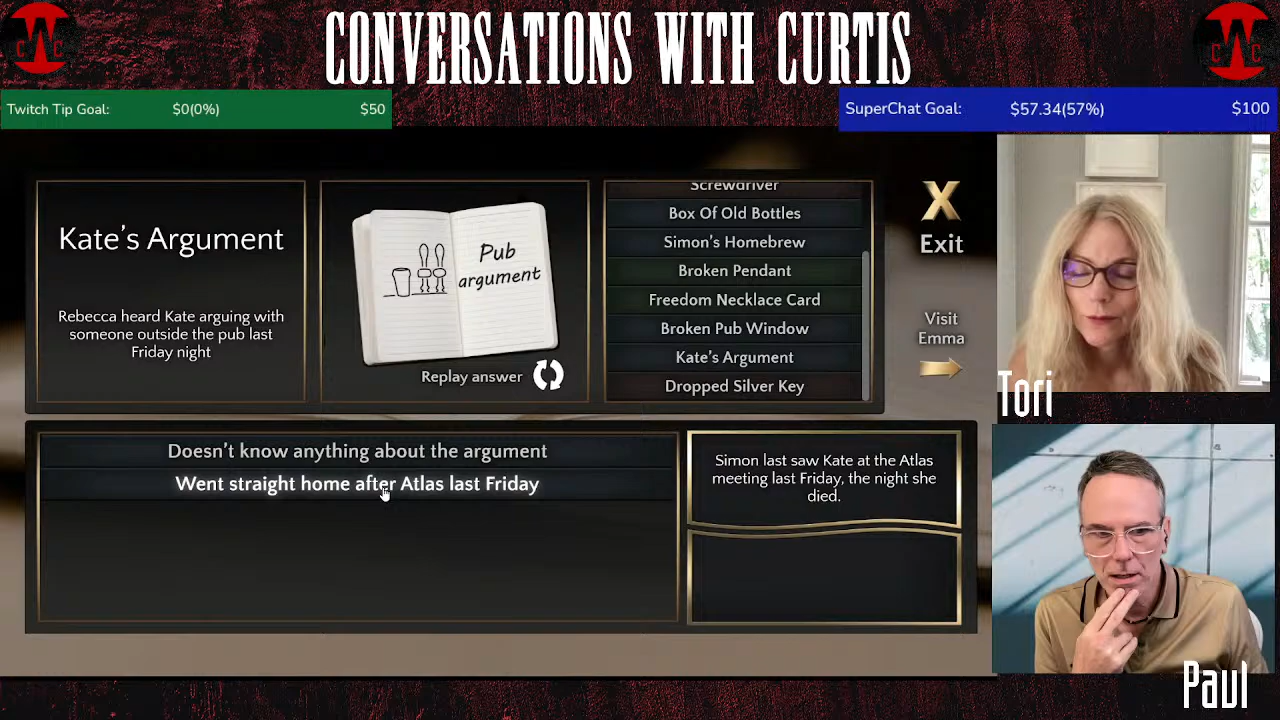 CONVERSATIONS WITH CURTIS
C C
C C
Twitch Tip Goal: $0(0%) $50
SuperChat Goal: $57.34(57%) $100
Kate's Argument
Rebecca heard Kate arguing with
someone outside the pub last
Friday night
Pub
argument
Replay answer
Screwdriver
Box Of Old Bottles
Simon's Homebrew
Broken Pendant
Freedom Necklace Card
Broken Pub Window
Kate's Argument
Dropped Silver Key
X
Exit
Visit
Emma
Tori
Doesn't know anything about the argument
Went straight home after Atlas last Friday
Simon last saw Kate at the Atlas
meeting last Friday, the night she
died.
Paul